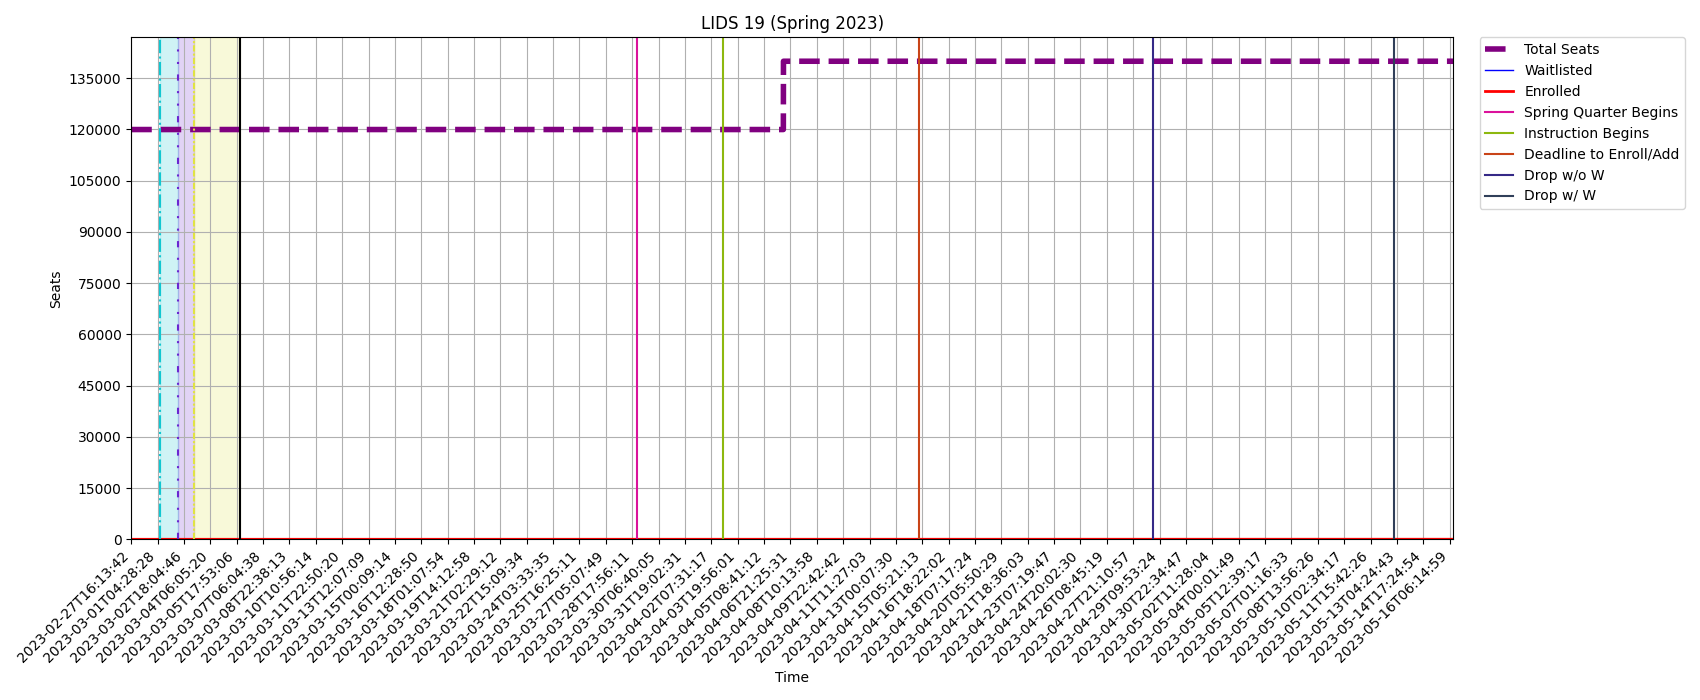 LIDS 19 (Spring 2023)
Total Seats
Waitlisted
Enrolled
Spring Quarter Begins
Instruction Begins
Deadline to Enroll/Add
Drop w/o W
Drop w/ W
Seats
135000
120000
105000
90000
75000
60000
45000
30000
15000
0
2023-02-27T16:13:42
2023-03-01T04:28:28
2023-03-02T18:04:46
2023-03-04T06:05:20
2023-03-05T17:53:06
2023-03-07T06:04:38
2023-03-08T22:38:13
2023-03-10T10:56:14
2023-03-11T22:50:20
2023-03-13T12:07:09
2023-03-15T00:09:14
2023-03-16T12:28:50
2023-03-18T01:07:54
2023-03-19T14:12:58
2023-03-21T02:29:12
2023-03-22T15:09:34
2023-03-24T03:33:35
2023-03-25T16:25:11
2023-03-27T05:07:49
2023-03-28T17:56:11
2023-03-30T06:40:05
2023-03-31T19:02:31
2023-04-02T07:31:17
2023-04-03T19:56:01
2023-04-05T08:41:12
2023-04-06T21:25:31
2023-04-08T10:13:58
2023-04-09T22:42:42
2023-04-11T11:27:03
2023-04-13T00:07:30
2023-04-15T05:21:13
2023-04-16T18:22:02
2023-04-18T07:17:24
2023-04-20T05:50:29
2023-04-21T18:36:03
2023-04-23T07:19:47
2023-04-24T20:02:30
2023-04-26T08:45:19
2023-04-27T21:10:57
2023-04-29T09:53:24
2023-04-30T22:34:47
2023-05-02T11:28:04
2023-05-04T00:01:49
2023-05-05T12:39:17
2023-05-07T01:16:33
2023-05-08T13:56:26
2023-05-10T02:34:17
2023-05-11T15:42:26
2023-05-13T04:24:43
2023-05-14T17:24:54
2023-05-16T06:14:59
Time